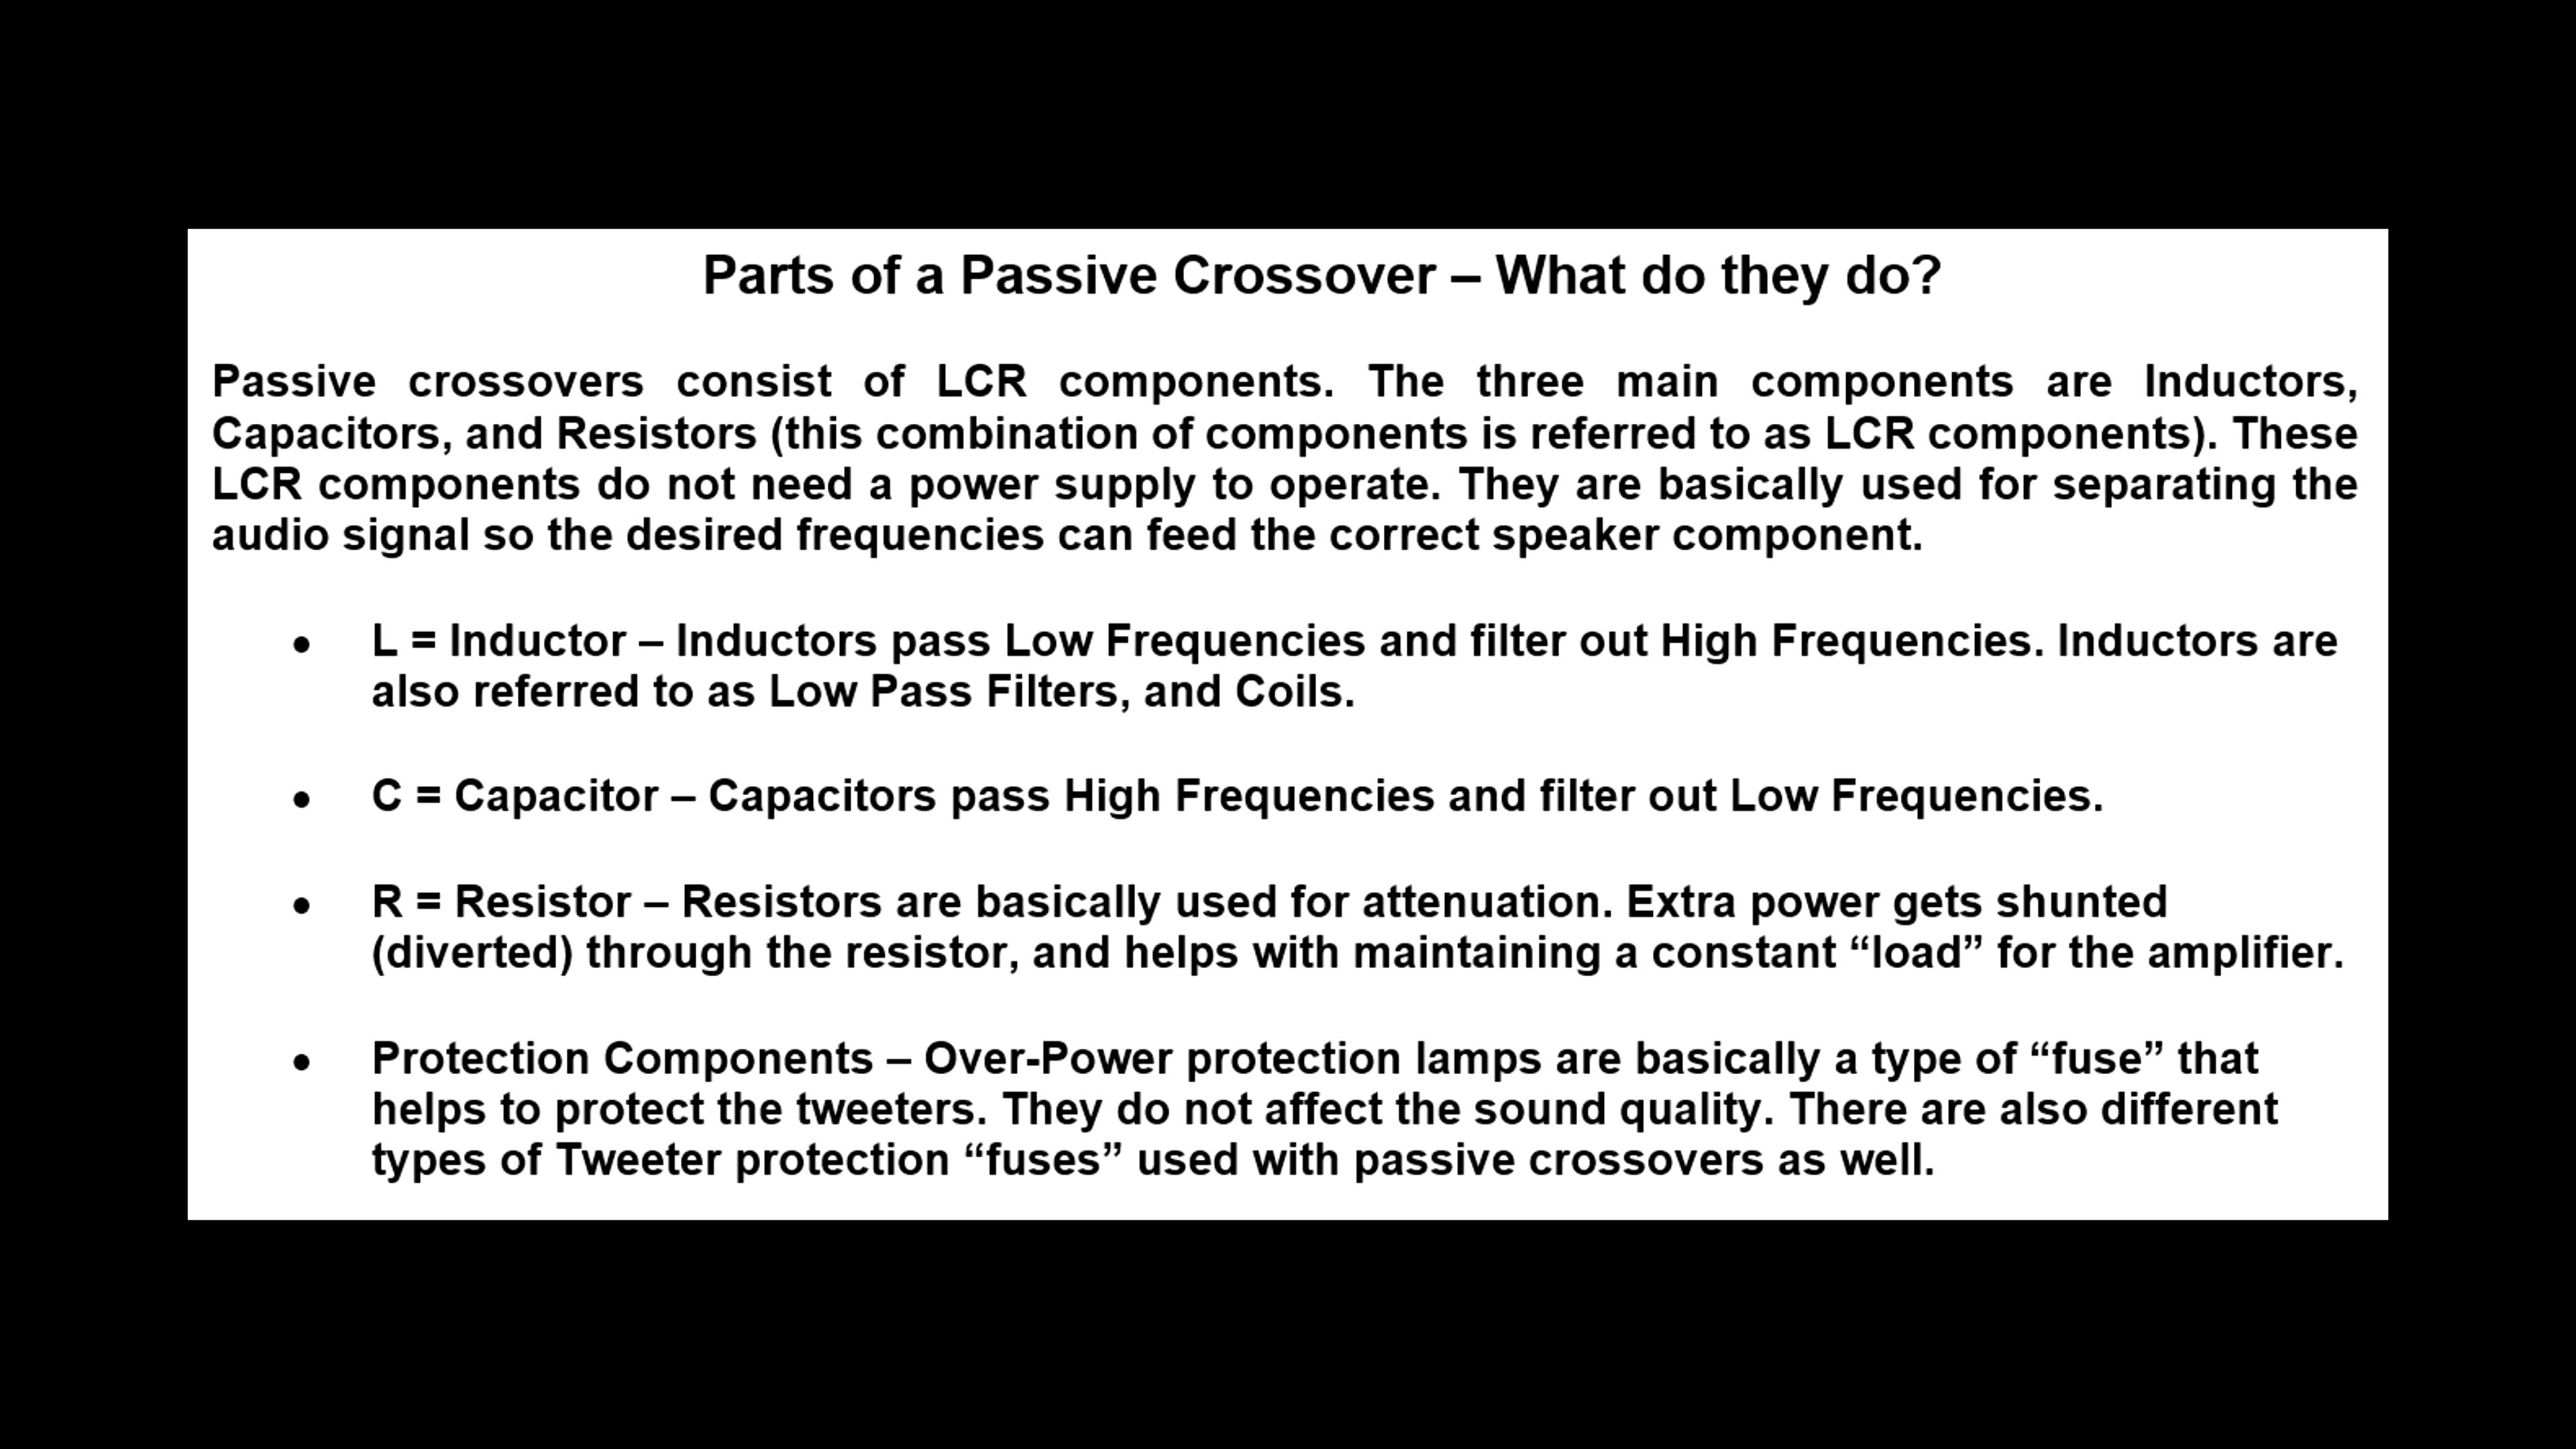 Parts of a Passive Crossover – What do they do?
Passive crossovers consist of LCR components. The three main components are Inductors,
Capacitors, and Resistors (this combination of components is referred to as LCR components). These
LCR components do not need a power supply to operate. They are basically used for separating the
audio signal so the desired frequencies can feed the correct speaker component.
• L = Inductor – Inductors pass Low Frequencies and filter out High Frequencies. Inductors are
also referred to as Low Pass Filters, and Coils.
• C = Capacitor – Capacitors pass High Frequencies and filter out Low Frequencies.
• R = Resistor – Resistors are basically used for attenuation. Extra power gets shunted
(diverted) through the resistor, and helps with maintaining a constant “load” for the amplifier.
• Protection Components – Over-Power protection lamps are basically a type of “fuse” that
helps to protect the tweeters. They do not affect the sound quality. There are also different
types of Tweeter protection “fuses” used with passive crossovers as well.